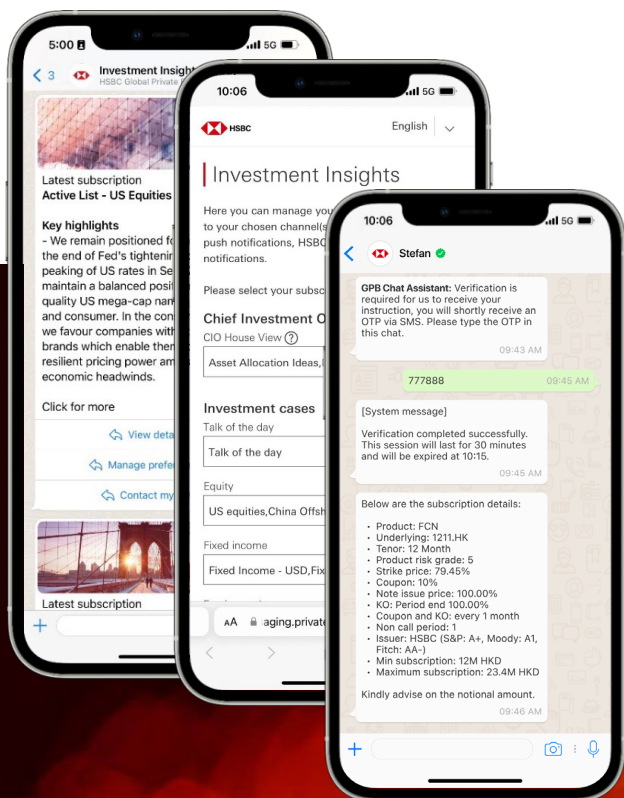 5:00
5G
3
Investment Insight
HSBC Global Private
Latest subscription
Active List - US Equities
Key highlights
- We remain positioned fo
the end of Fed's tightenin
peaking of US rates in Se
maintain a balanced posit
quality US mega-cap nam
and consumer. In the con
we favour companies with
brands which enable them
resilient pricing power am
economic headwinds.
Click for more
View deta
Manage prefer
Contact my
Latest subscription
10:06
5G
HSBC
English
Investment Insights
Here you can manage you
to your chosen channel(s
push notifications, HSBC
notifications.
Please select your subsc
Chief Investment O
CIO House View ?
Asset Allocation Ideas,
Investment cases
Talk of the day
Talk of the day
Equity
US equities,China Offsh
Fixed income
Fixed Income - USD,Fix
AA aging.private
10:06
5G
Stefan
GPB Chat Assistant: Verification is
required for us to receive your
instruction, you will shortly receive an
OTP via SMS. Please type the OTP in
this chat.
09:43 AM
777888
09:45 AM
[System message]
Verification completed successfully.
This session will last for 30 minutes
and will be expired at 10:15.
09:45 AM
Below are the subscription details:
• Product: FCN
• Underlying: 1211.HK
• Tenor: 12 Month
• Product risk grade: 5
• Strike price: 79.45%
• Coupon: 10%
• Note issue price: 100.00%
• KO: Period end 100.00%
• Coupon and KO: every 1 month
• Non call period: 1
• Issuer: HSBC (S&P: A+, Moody: A1,
Fitch: AA-)
• Min subscription: 12M HKD
• Maximum subscription: 23.4M HKD
Kindly advise on the notional amount.
09:46 AM